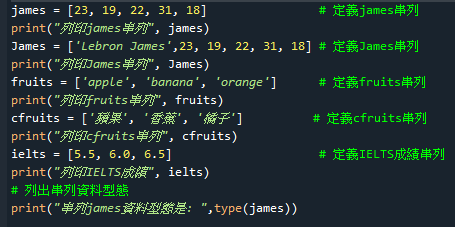 james = [23, 19, 22, 31, 18] # 定義james串列
print("列印james串列", james)
James = ['Lebron James',23, 19, 22, 31, 18] # 定義James串列
print("列印James串列", James)
fruits = ['apple', 'banana', 'orange'] # 定義fruits串列
print("列印fruits串列", fruits)
cfruits = ['蘋果', '香蕉', '橘子'] # 定義cfruits串列
print("列印cfruits串列", cfruits)
ielts = [5.5, 6.0, 6.5] # 定義IELTS成績串列
print("列印IELTS成績", ielts)
# 列出串列資料型態
print("串列james資料型態是: ",type(james))